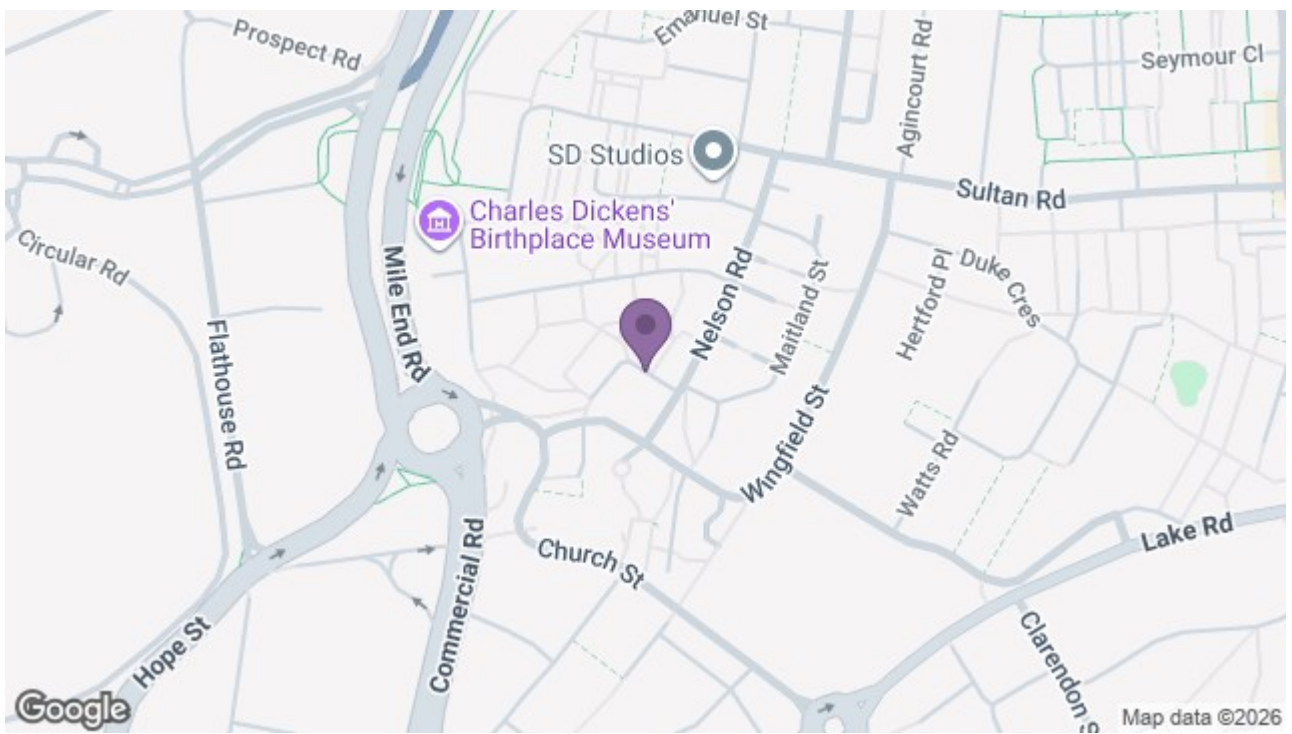 Emanuel St
Prospect Rd
Agincourt Rd
Seymour Cl
SD Studios
Sultan Rd
Charles Dickens'
Birthplace Museum
Circular Rd
Mile End Rd
Nelson Rd
Maitland St
Hertford Pl
Duke Cres
Flathouse Rd
Wingfield St
Watts Rd
Lake Rd
Church St
Commercial Rd
Hope St
Clarendon S
Google
Map data ©2026